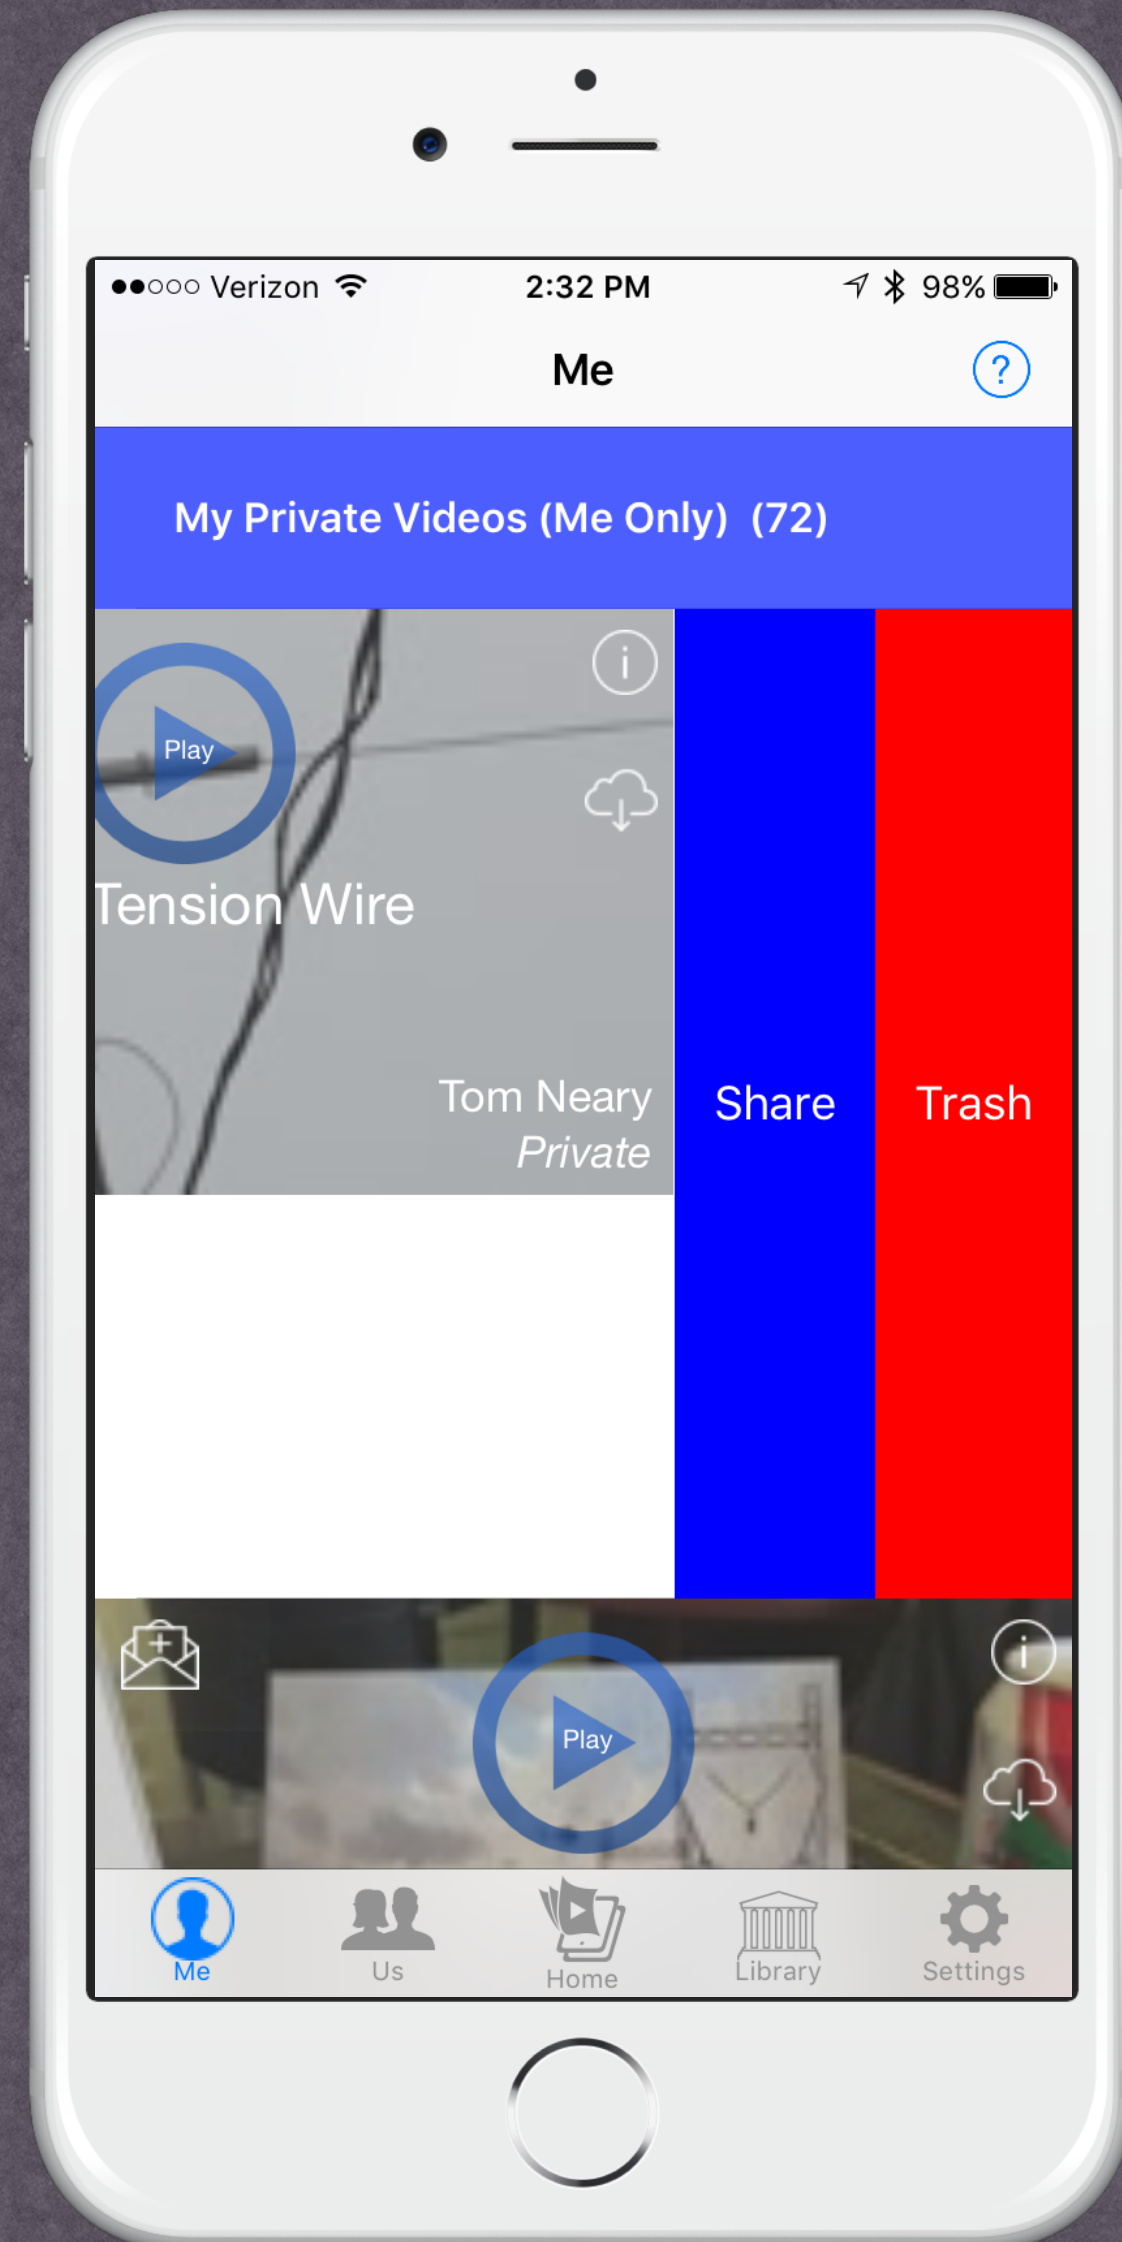 Verizon 2:32 PM 98%
Me ?
My Private Videos (Me Only) (72)
Play
Tension Wire
Tom Neary
Private
Share Trash
Play
Me Us Home Library Settings